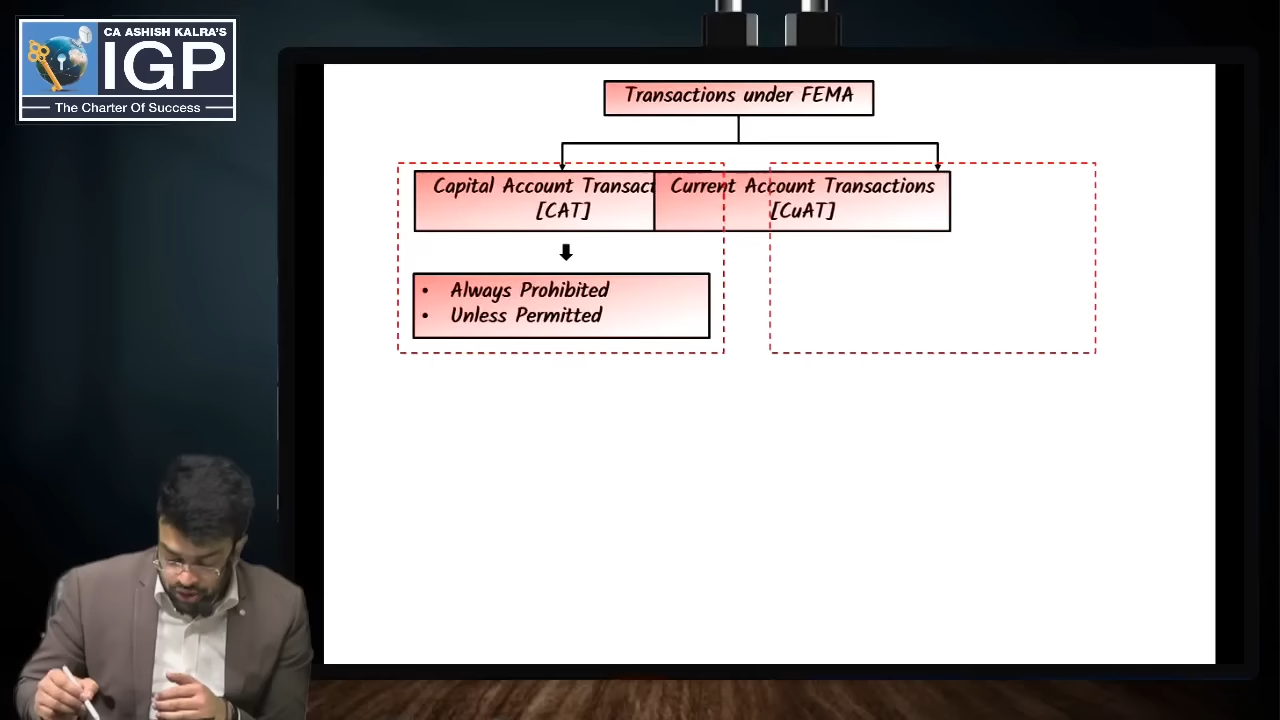 CA ASHISH KALRA'S
IGP
The Charter Of Success
Transactions under FEMA
Capital Account Transact
[CAT]
Current Account Transactions
[CuAT]
• Always Prohibited
• Unless Permitted